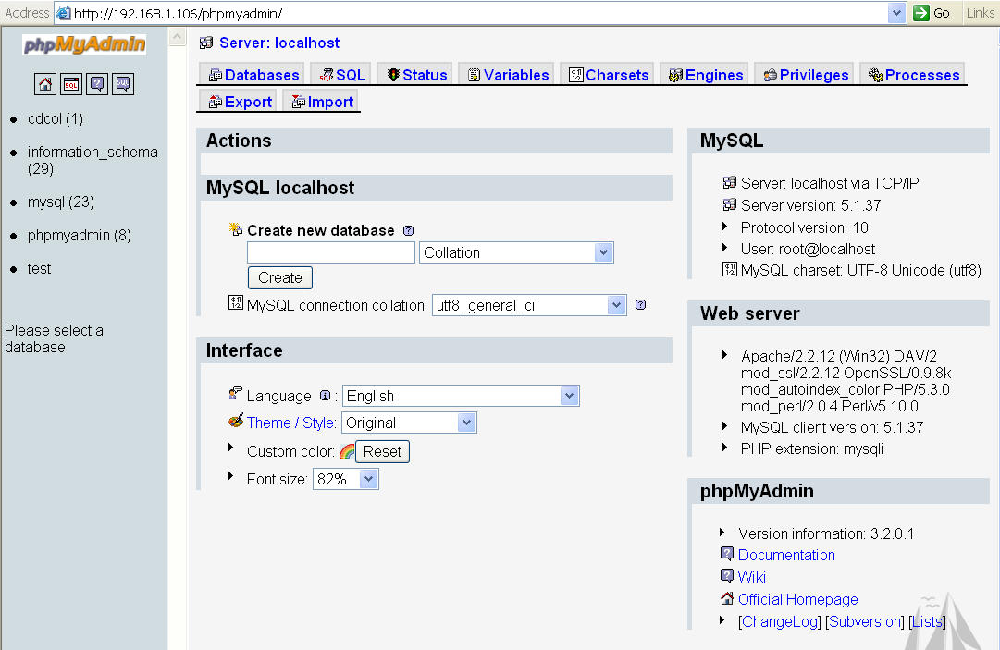 Address http://192.168.1.106/phpmyadmin/ Go Links
phpMyAdmin
SQL
SQL
cdcol (1)
information_schema
(29)
mysql (23)
phpmyadmin (8)
test
Please select a
database
Server: localhost
Databases SQL Status Variables Charsets Engines Privileges Processes
Export Import
Actions
MySQL localhost
Create new database
Collation
Create
MySQL connection collation: utf8_general_ci
Interface
Language : English
Theme / Style: Original
Custom color: Reset
Font size: 82%
MySQL
Server: localhost via TCP/IP
Server version: 5.1.37
Protocol version: 10
User: root@localhost
MySQL charset: UTF-8 Unicode (utf8)
Web server
Apache/2.2.12 (Win32) DAV/2
mod_ssl/2.2.12 OpenSSL/0.9.8k
mod_autoindex_color PHP/5.3.0
mod_perl/2.0.4 Perl/v5.10.0
MySQL client version: 5.1.37
PHP extension: mysqli
phpMyAdmin
Version information: 3.2.0.1
Documentation
Wiki
Official Homepage
[ChangeLog] [Subversion] [Lists]